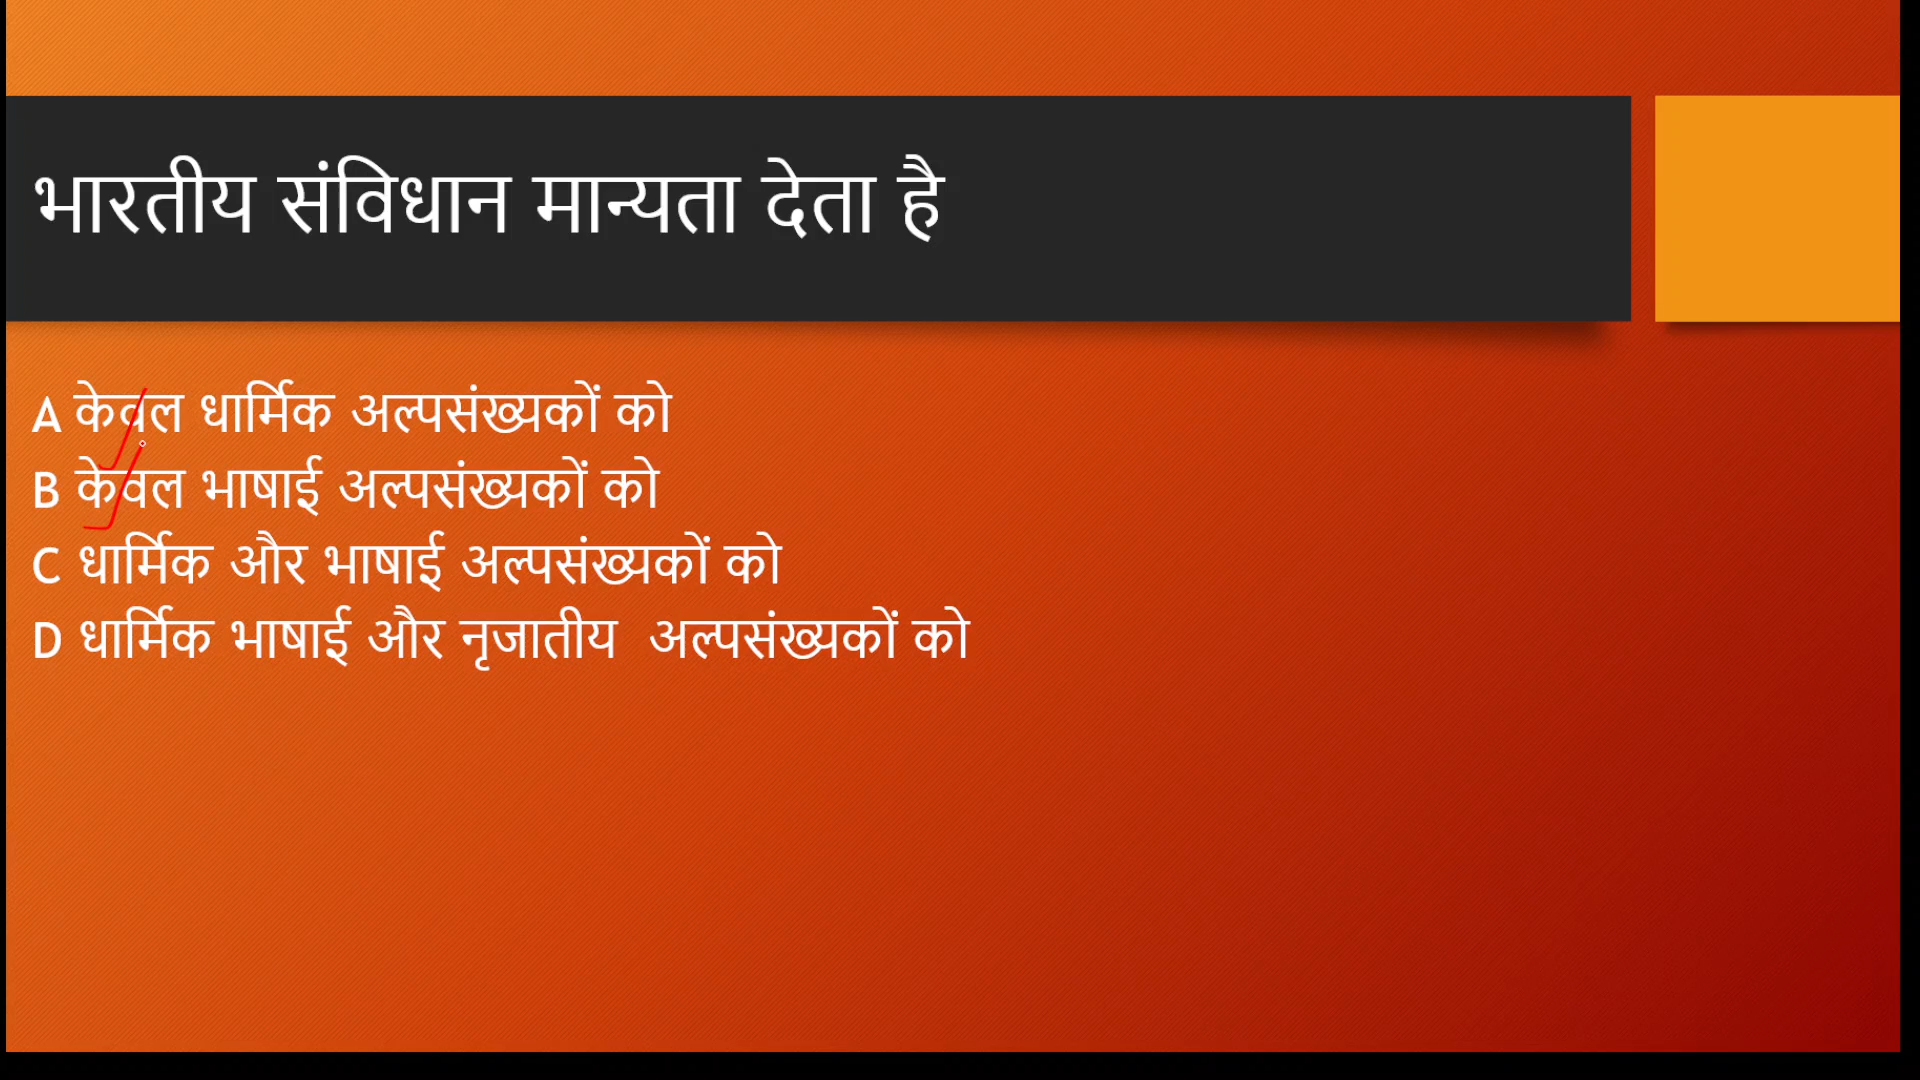 भारतीय संविधान मान्यता देता है
A केवल धार्मिक अल्पसंख्यकों को
B केवल भाषाई अल्पसंख्यकों को
C धार्मिक और भाषाई अल्पसंख्यकों को
D धार्मिक भाषाई और नृजातीय अल्पसंख्यकों को